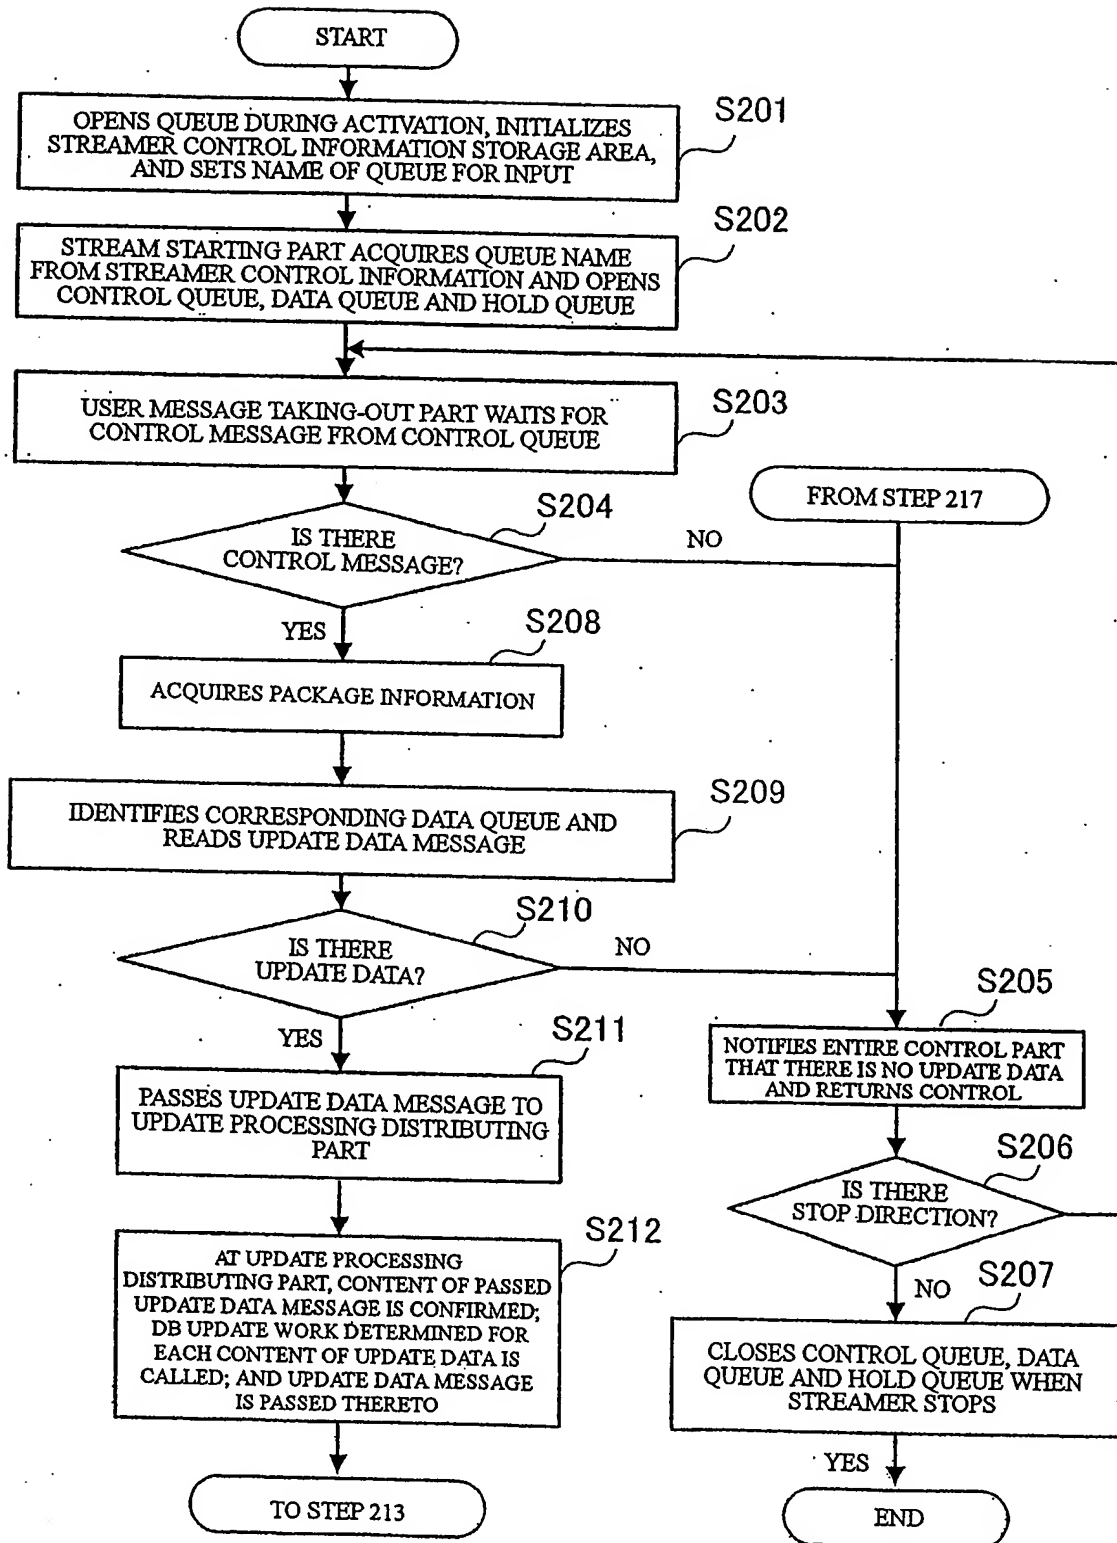 START
OPENS QUEUE DURING ACTIVATION, INITIALIZES
STREAMER CONTROL INFORMATION STORAGE AREA,
AND SETS NAME OF QUEUE FOR INPUT
S201
STREAM STARTING PART ACQUIRES QUEUE NAME
FROM STREAMER CONTROL INFORMATION AND OPENS
CONTROL QUEUE, DATA QUEUE AND HOLD QUEUE
S202
USER MESSAGE TAKING-OUT PART WAITS FOR
CONTROL MESSAGE FROM CONTROL QUEUE
S203
FROM STEP 217
IS THERE
CONTROL MESSAGE?
S204
NO
YES
ACQUIRES PACKAGE INFORMATION
S208
IDENTIFIES CORRESPONDING DATA QUEUE AND
READS UPDATE DATA MESSAGE
S209
IS THERE
UPDATE DATA?
S210
NO
YES
PASSES UPDATE DATA MESSAGE TO
UPDATE PROCESSING DISTRIBUTING
PART
S211
AT UPDATE PROCESSING
DISTRIBUTING PART, CONTENT OF PASSED
UPDATE DATA MESSAGE IS CONFIRMED;
DB UPDATE WORK DETERMINED FOR
EACH CONTENT OF UPDATE DATA IS
CALLED; AND UPDATE DATA MESSAGE
IS PASSED THERETO
S212
TO STEP 213
NOTIFIES ENTIRE CONTROL PART
THAT THERE IS NO UPDATE DATA
AND RETURNS CONTROL
S205
IS THERE
STOP DIRECTION?
S206
NO
CLOSES CONTROL QUEUE, DATA
QUEUE AND HOLD QUEUE WHEN
STREAMER STOPS
S207
YES
END